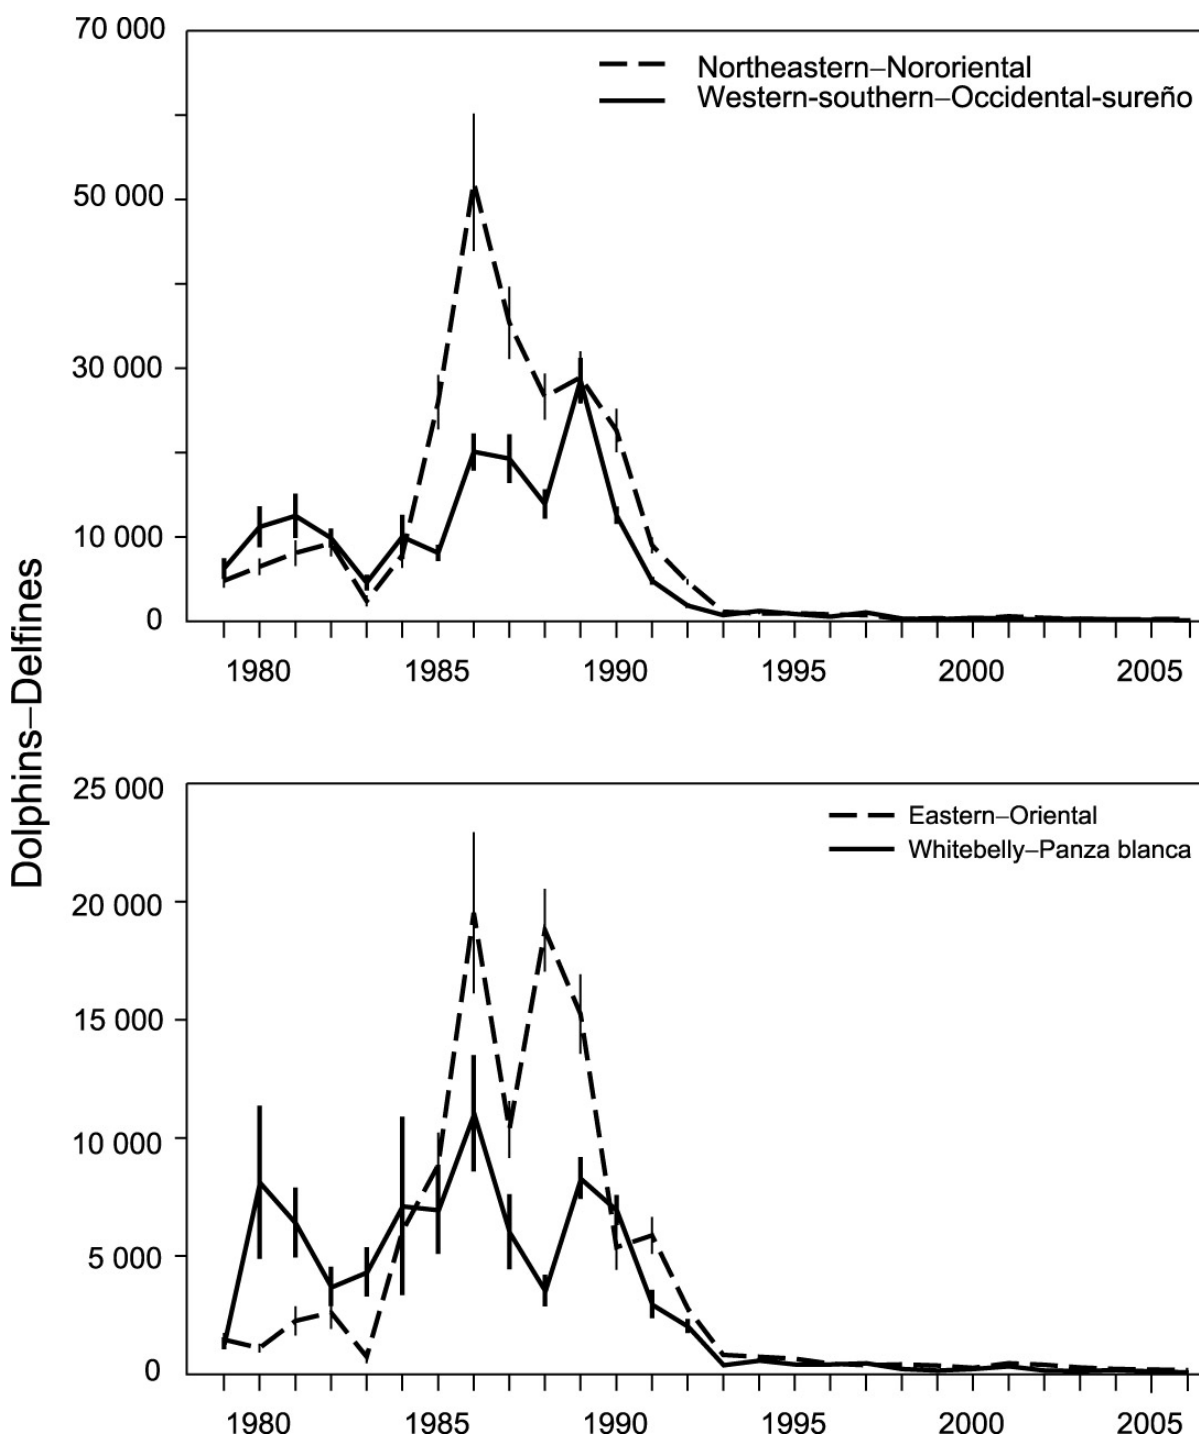 Dolphins–Delfines
70 000
50 000
30 000
10 000
0
Northeastern–Nororiental
Western-southern–Occidental-sureño
1980 1985 1990 1995 2000 2005
25 000
20 000
15 000
10 000
5 000
0
Eastern–Oriental
Whitebelly–Panza blanca
1980 1985 1990 1995 2000 2005